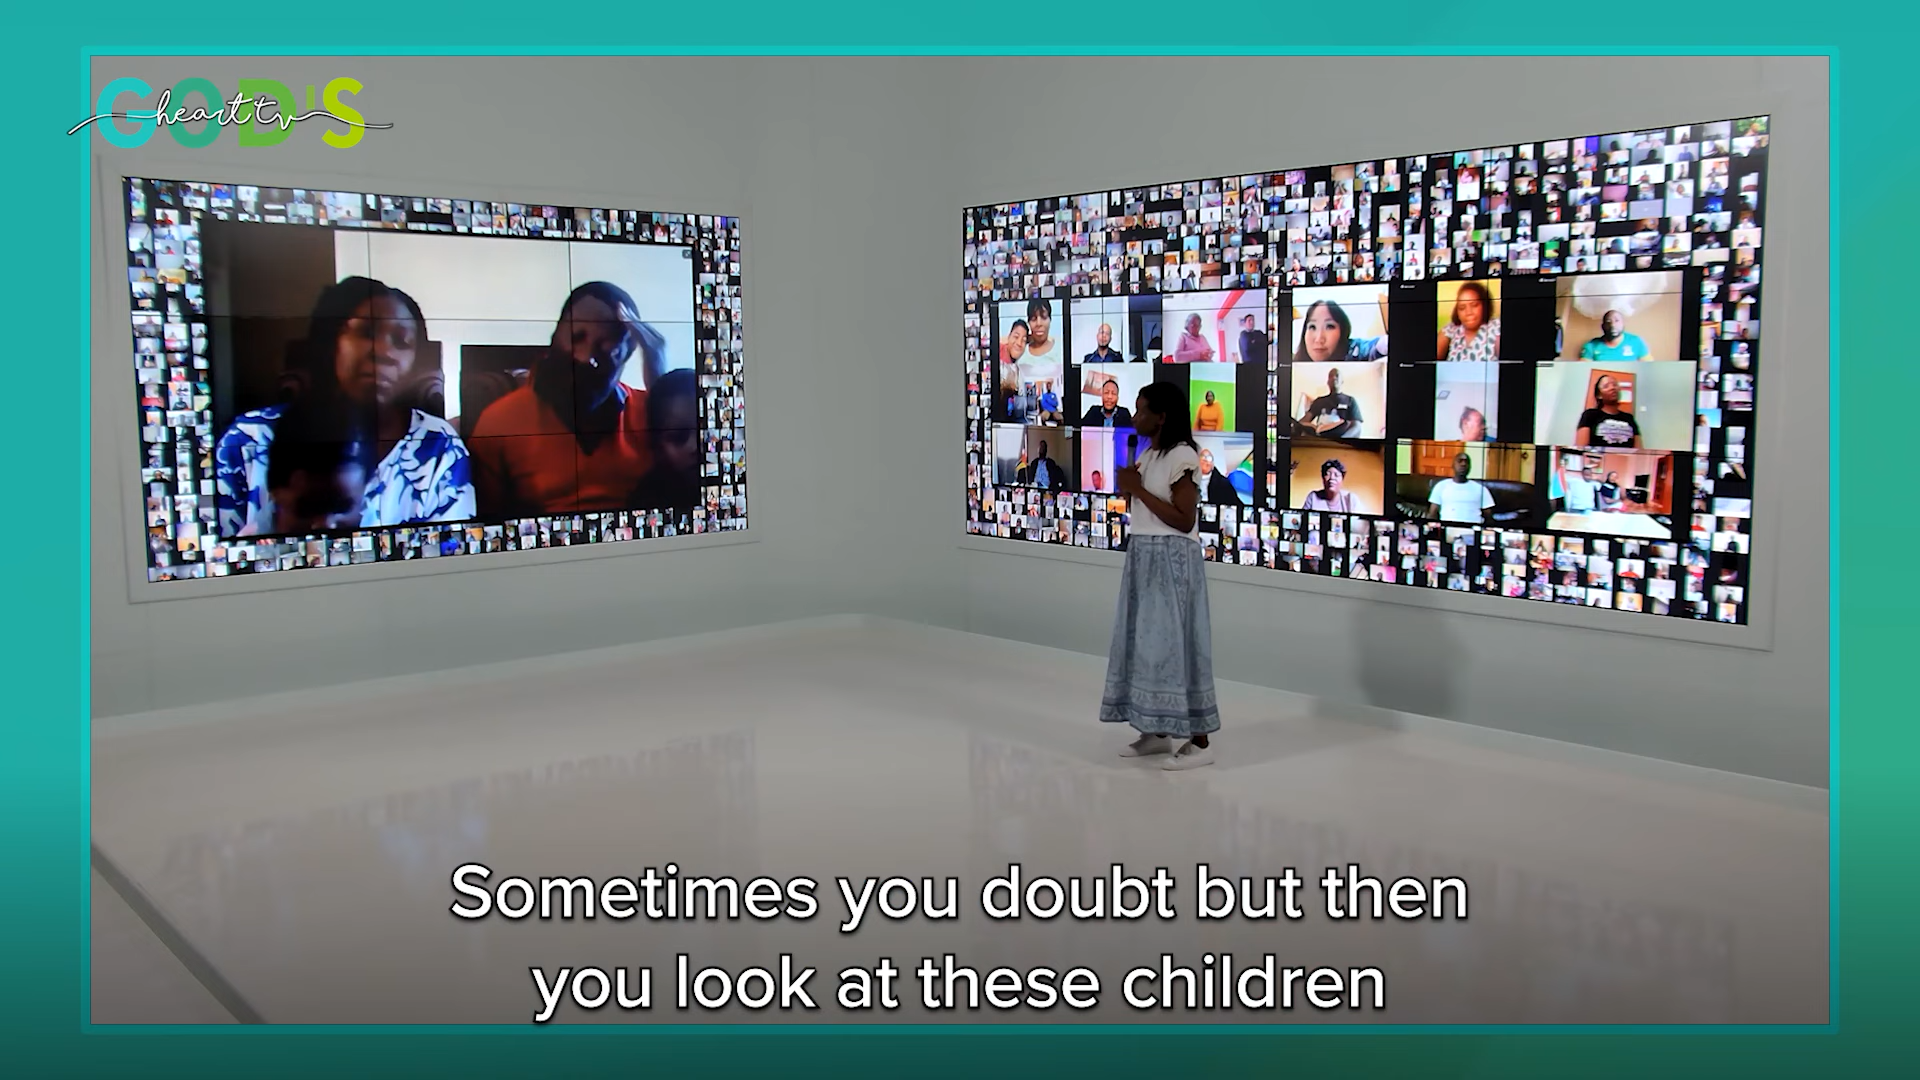 GOD'S
heart tv
Sometimes you doubt but then
you look at these children